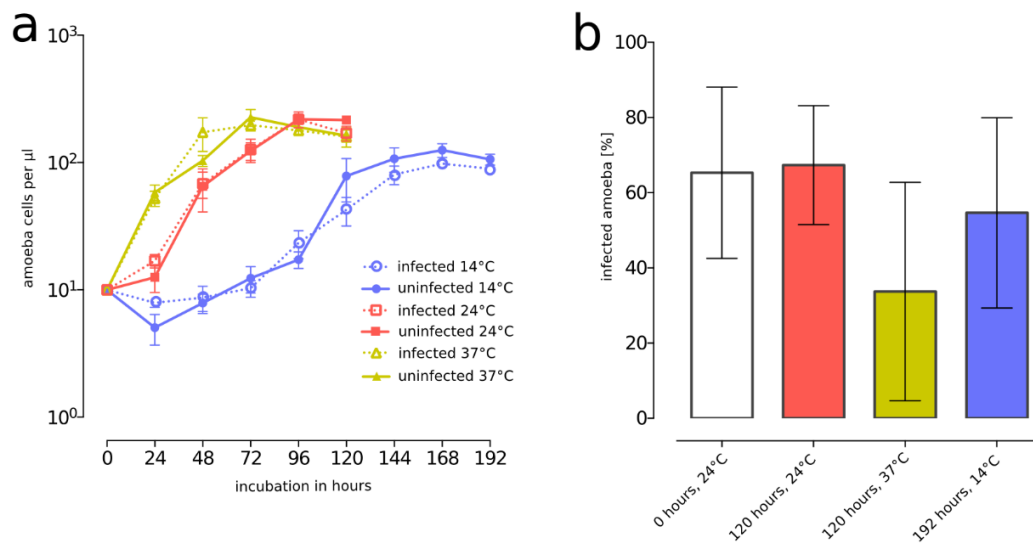 a
10³
10²
10¹
10⁰
amoeba cells per µl
0 24 48 72 96 120 144 168 192
incubation in hours
infected 14°C
uninfected 14°C
infected 24°C
uninfected 24°C
infected 37°C
uninfected 37°C
b
100
80
60
40
20
0
infected amoeba [%]
0 hours, 24°C
120 hours, 24°C
120 hours, 37°C
192 hours, 14°C